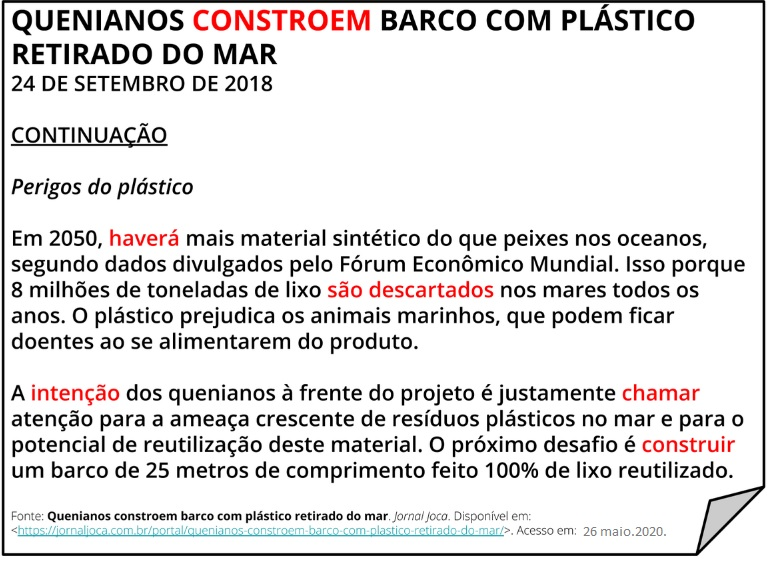 QUENIANOS CONSTROEM BARCO COM PLÁSTICO
RETIRADO DO MAR
24 DE SETEMBRO DE 2018
CONTINUAÇÃO
Perigos do plástico
Em 2050, haverá mais material sintético do que peixes nos oceanos,
segundo dados divulgados pelo Fórum Econômico Mundial. Isso porque
8 milhões de toneladas de lixo são descartados nos mares todos os
anos. O plástico prejudica os animais marinhos, que podem ficar
doentes ao se alimentarem do produto.
A intenção dos quenianos à frente do projeto é justamente chamar
atenção para a ameaça crescente de resíduos plásticos no mar e para o
potencial de reutilização deste material. O próximo desafio é construir
um barco de 25 metros de comprimento feito 100% de lixo reutilizado.
Fonte: Quenianos constroem barco com plástico retirado do mar. Jornal Joca. Disponível em:
<https://jornaljoca.com.br/portal/quenianos-constroem-barco-com-plastico-retirado-do-mar/>. Acesso em: 26 maio.2020.